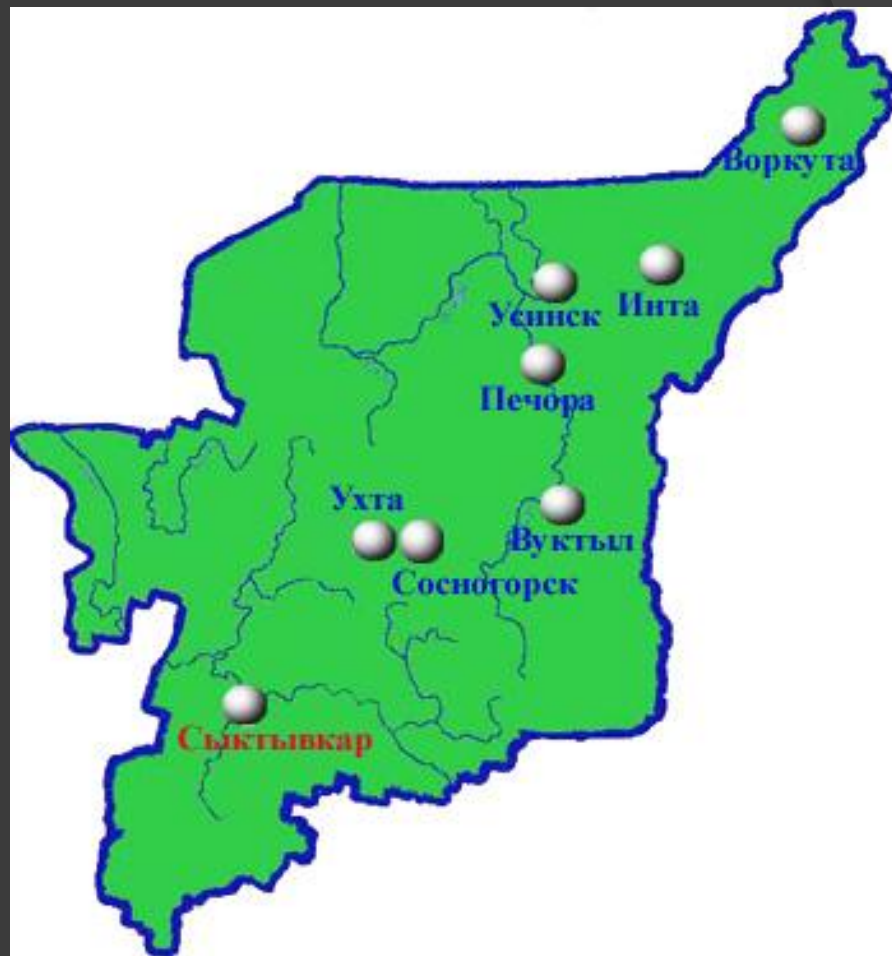 Воркута
Усинск
Инта
Печора
Ухта
Вуктыл
Сосногорск
Сыктывкар